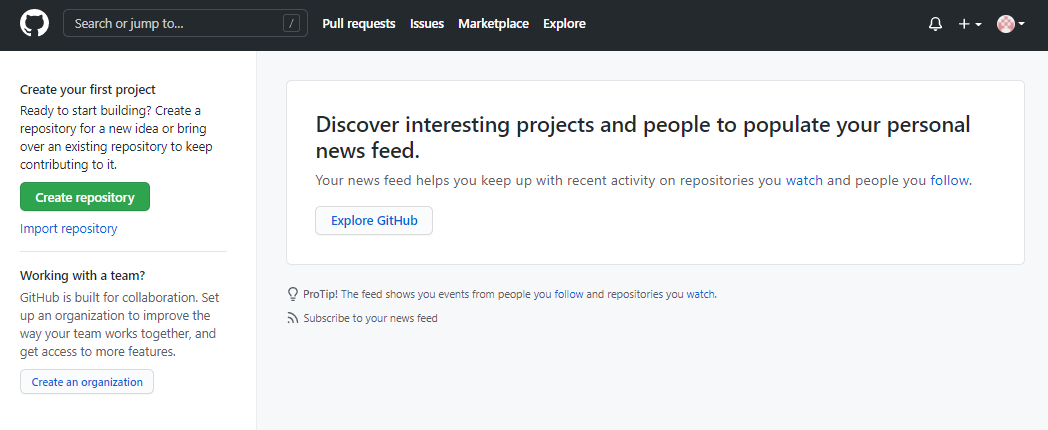 Search or jump to... /
Pull requests
Issues
Marketplace
Explore
Create your first project
Ready to start building? Create a
repository for a new idea or bring
over an existing repository to keep
contributing to it.
Create repository
Import repository
Working with a team?
GitHub is built for collaboration. Set
up an organization to improve the
way your team works together, and
get access to more features.
Create an organization
Discover interesting projects and people to populate your personal
news feed.
Your news feed helps you keep up with recent activity on repositories you watch and people you follow.
Explore GitHub
ProTip! The feed shows you events from people you follow and repositories you watch.
Subscribe to your news feed